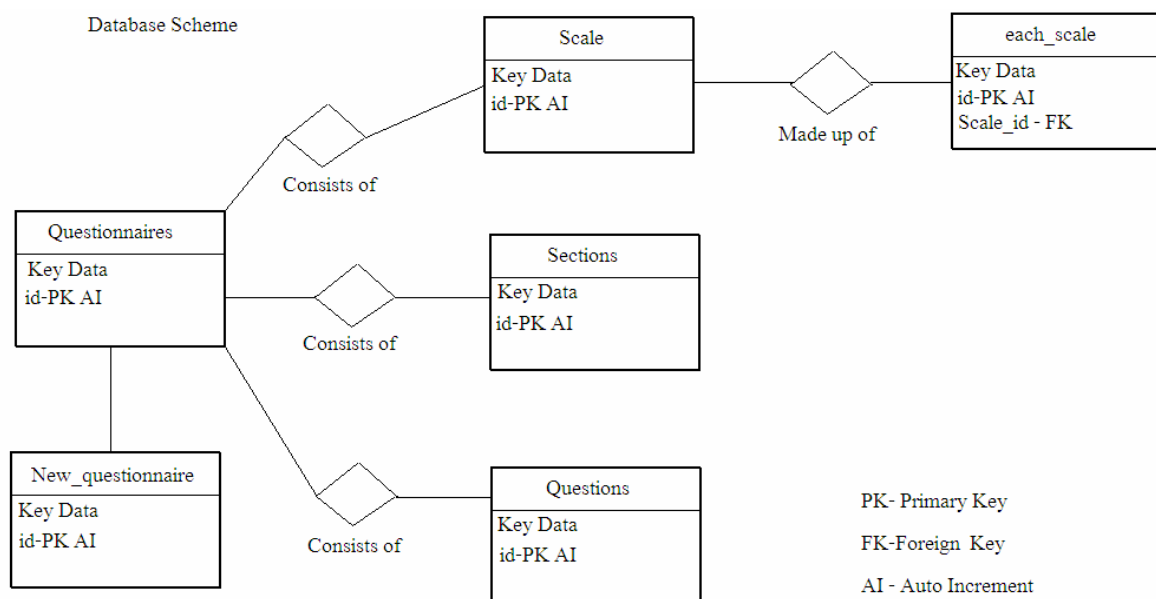 Database Scheme
Scale
Key Data
id-PK AI
Made up of
each_scale
Key Data
id-PK AI
Scale_id - FK
Consists of
Questionnaires
Key Data
id-PK AI
Consists of
Sections
Key Data
id-PK AI
New_questionnaire
Key Data
id-PK AI
Consists of
Questions
Key Data
id-PK AI
PK- Primary Key
FK-Foreign Key
AI - Auto Increment